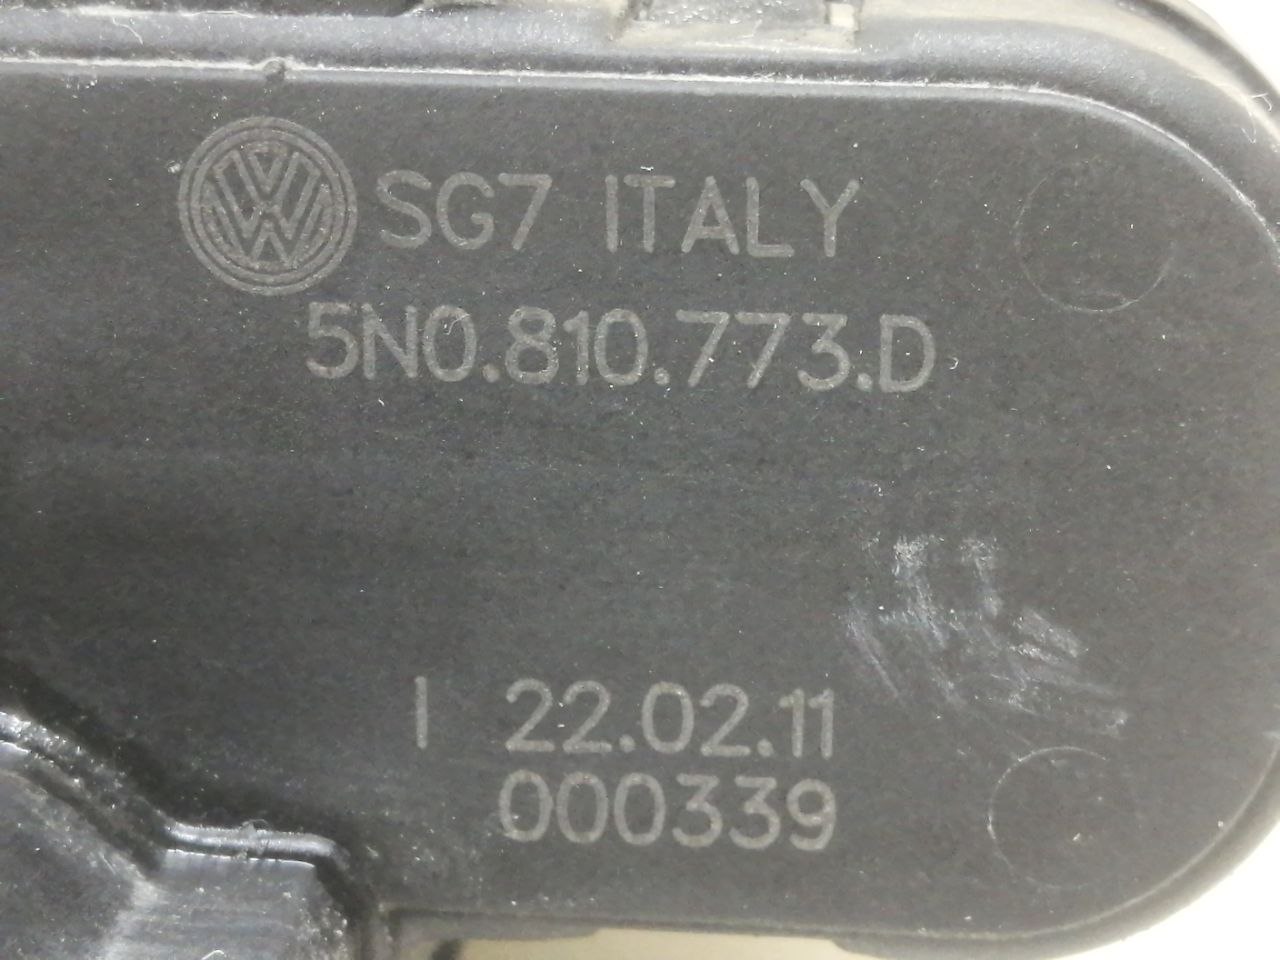 SG7 ITALY
5N0.810.773.D
I 22.02.11
000339